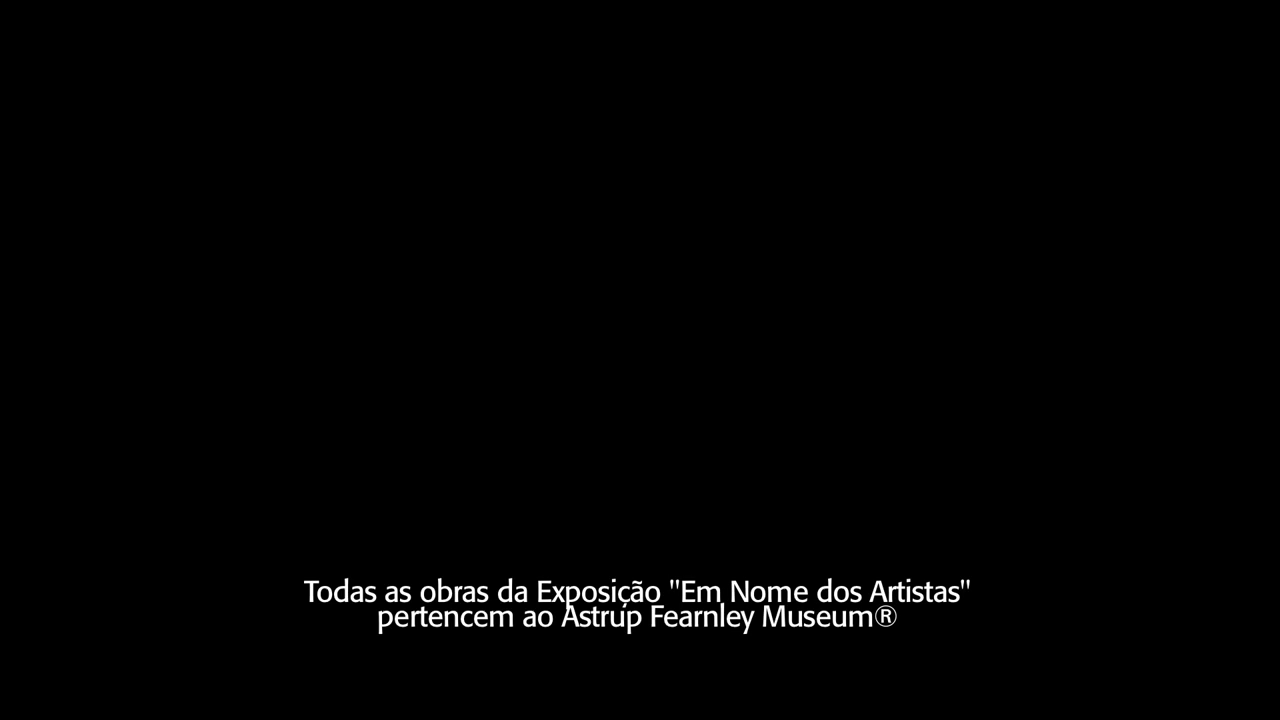 Todas as obras da Exposição "Em Nome dos Artistas"
pertencem ao Astrup Fearnley Museum®